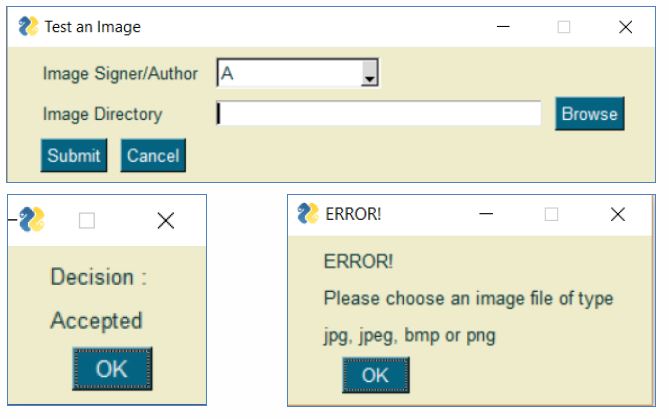 Test an Image
Image Signer/Author A
Image Directory Browse
Submit Cancel
Decision :
Accepted
OK
ERROR!
ERROR!
Please choose an image file of type
jpg, jpeg, bmp or png
OK